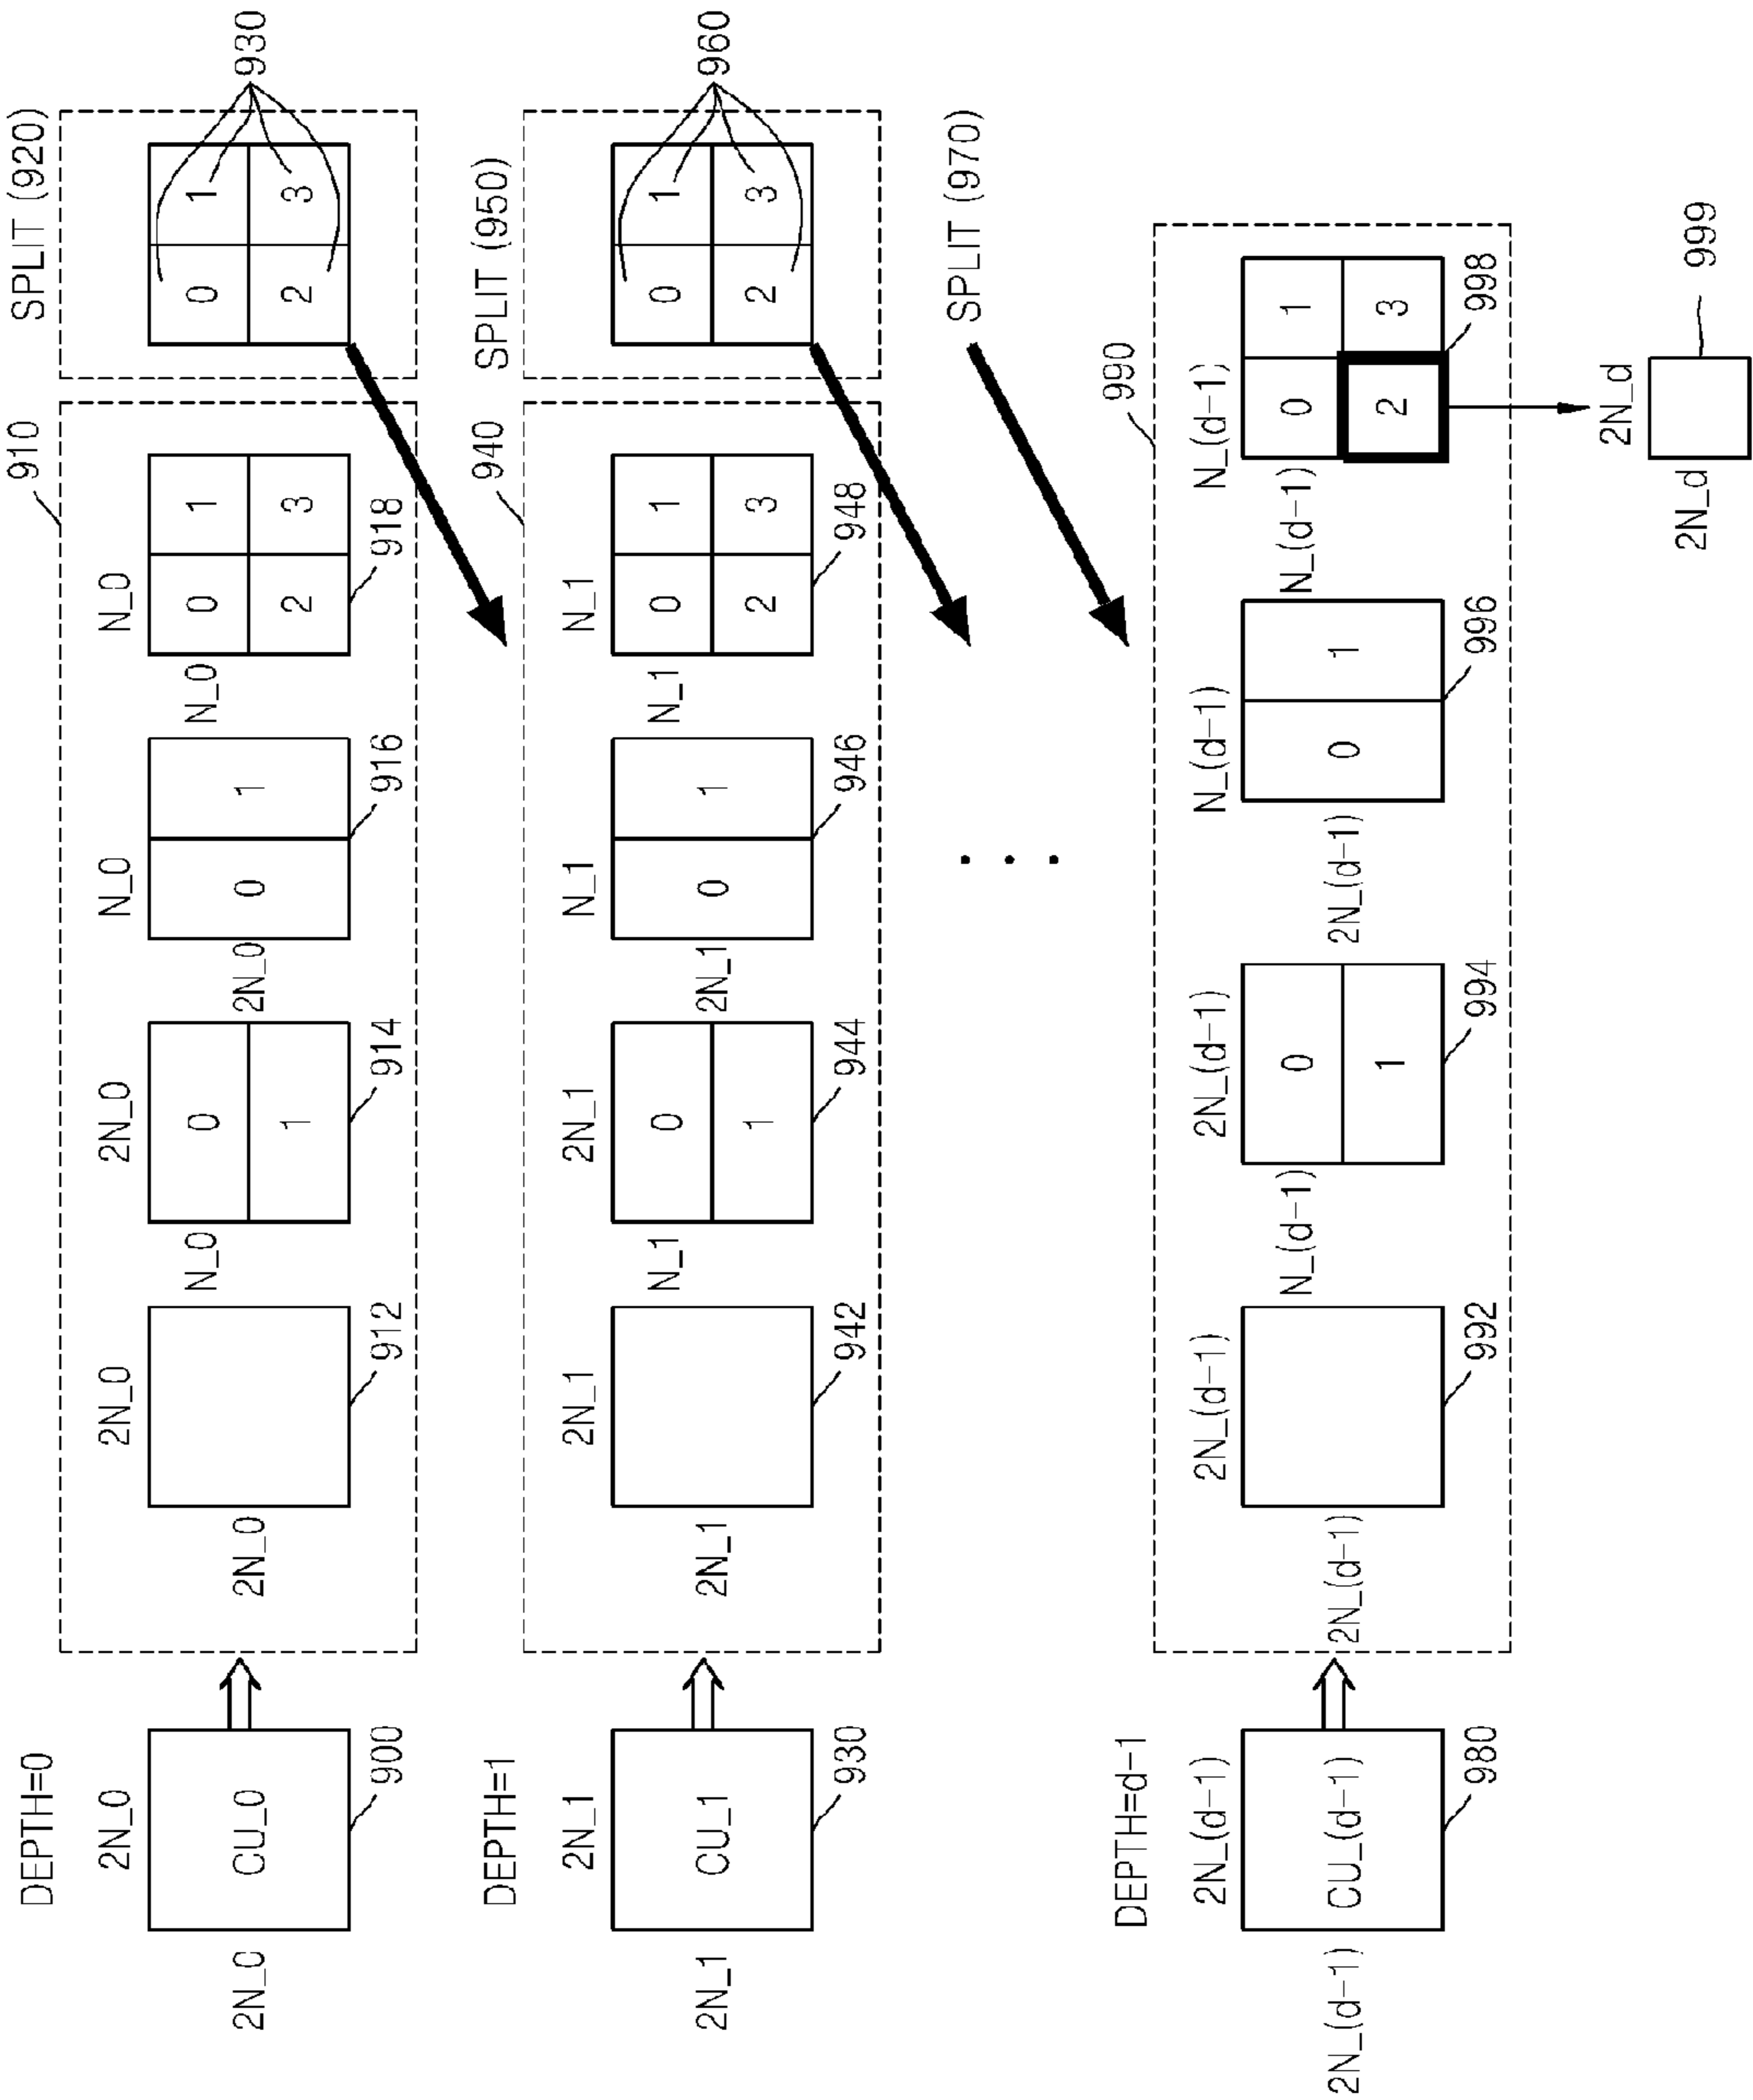 DEPTH=0
910
SPLIT (920)
2N_0
2N_0
2N_0
N_0
N_0
2N_0
CU_0
900
2N_0
912
N_0
0
1
914
2N_0
0
1
916
N_0
0
1
2
3
918
0
1
2
3
930
DEPTH=1
940
SPLIT (950)
2N_1
2N_1
2N_1
N_1
N_1
2N_1
CU_1
930
2N_1
942
N_1
0
1
944
2N_1
0
1
946
N_1
0
1
2
3
948
0
1
2
3
960
SPLIT (970)
DEPTH=d-1
990
2N_(d-1)
2N_(d-1)
2N_(d-1)
N_(d-1)
N_(d-1)
2N_(d-1)
CU_(d-1)
980
2N_(d-1)
992
N_(d-1)
0
1
994
2N_(d-1)
0
1
996
N_(d-1)
0
1
2
3
998
2N_d
2N_d
999